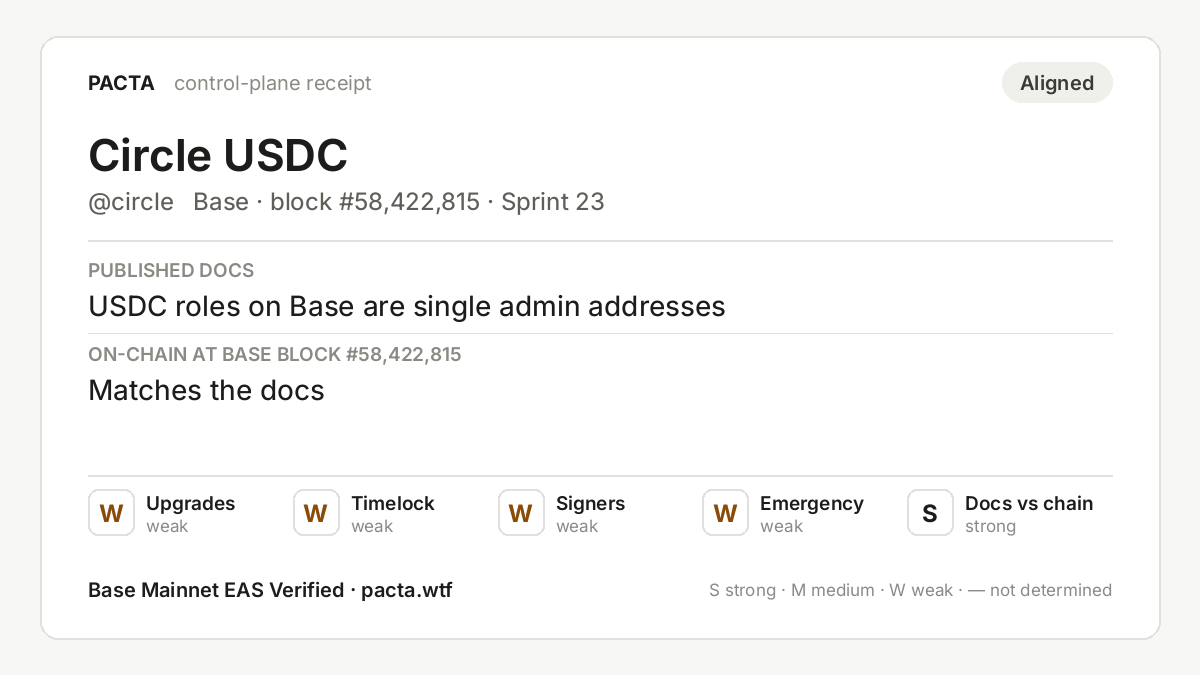 PACTA control-plane receipt Aligned
Circle USDC
@circle Base · block #58,422,815 · Sprint 23
PUBLISHED DOCS
USDC roles on Base are single admin addresses
ON-CHAIN AT BASE BLOCK #58,422,815
Matches the docs
W Upgrades weak
W Timelock weak
W Signers weak
W Emergency weak
S Docs vs chain strong
Base Mainnet EAS Verified · pacta.wtf
S strong · M medium · W weak · — not determined